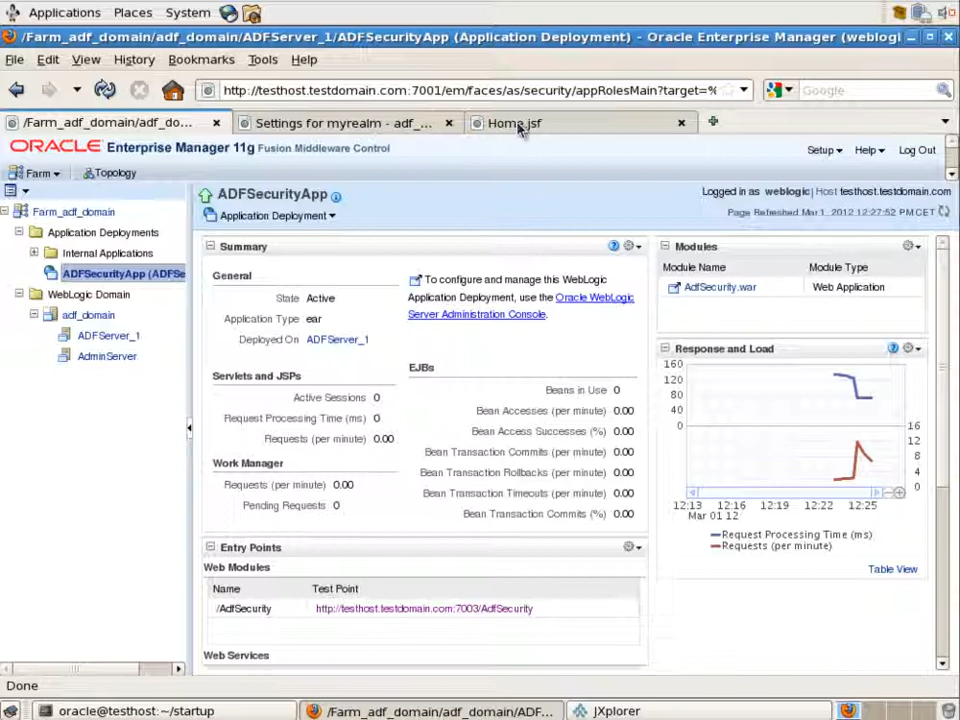 Applications Places System
/Farm_adf_domain/adf_domain/ADFServer_1/ADFSecurityApp (Application Deployment) - Oracle Enterprise Manager (weblogi
File Edit View History Bookmarks Tools Help
http://testhost.testdomain.com:7001/em/faces/as/security/appRolesMain?target=%
Google
/Farm_adf_domain/adf_do...
Settings for myrealm - adf_...
Home.jsf
ORACLE Enterprise Manager 11g Fusion Middleware Control
Setup Help Log Out
Farm Topology
Farm_adf_domain
Application Deployments
Internal Applications
ADFSecurityApp (ADFSe
WebLogic Domain
adf_domain
ADFServer_1
AdminServer
ADFSecurityApp
Application Deployment
Logged in as weblogic | Host testhost.testdomain.com
Page Refreshed Mar 1, 2012 12:27:52 PM CET
Summary
General
State Active
Application Type ear
Deployed On ADFServer_1
Servlets and JSPs
Active Sessions 0
Request Processing Time (ms) 0
Requests (per minute) 0.00
Work Manager
Requests (per minute) 0.00
Pending Requests 0
To configure and manage this WebLogic
Application Deployment, use the Oracle WebLogic
Server Administration Console.
EJBs
Beans in Use 0
Bean Accesses (per minute) 0.00
Bean Access Successes (%) 0.00
Bean Transaction Commits (per minute) 0.00
Bean Transaction Rollbacks (per minute) 0.00
Bean Transaction Timeouts (per minute) 0.00
Bean Transaction Commits (%) 0.00
Entry Points
Web Modules
Name Test Point
/AdfSecurity http://testhost.testdomain.com:7003/AdfSecurity
Web Services
Modules
Module Name Module Type
AdfSecurity.war Web Application
Response and Load
160
120
80
40
0
16
12
8
4
0
12:13 12:16 12:19 12:22 12:25
Mar 01 12
Request Processing Time (ms)
Requests (per minute)
Table View
Done
oracle@testhost:~/startup
/Farm_adf_domain/adf_domain/ADF...
JXplorer